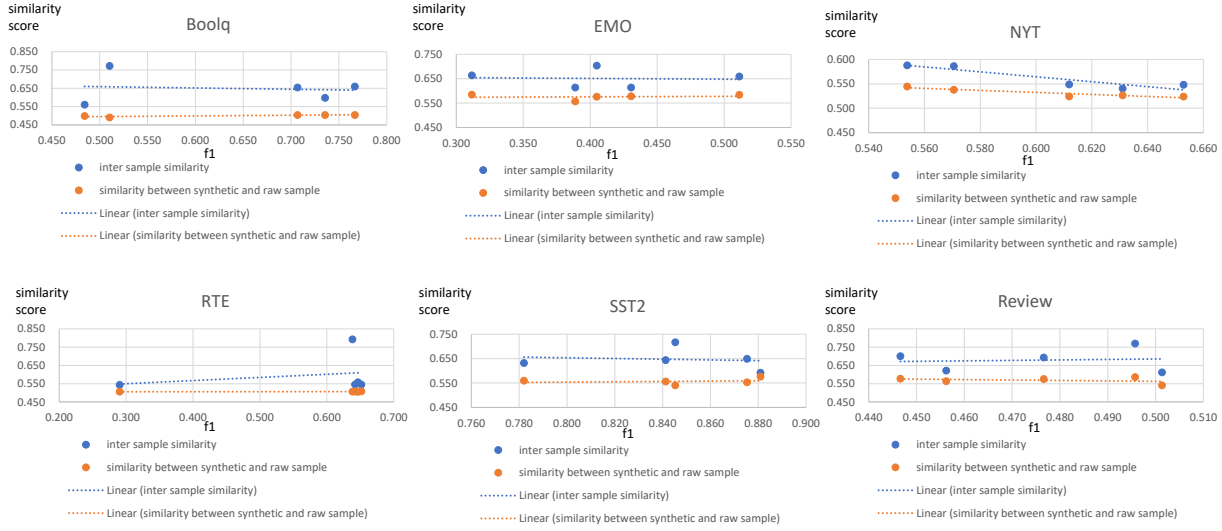 similarity
score
Boolq
0.850
0.750
0.650
0.550
0.450
0.400 0.500 0.600 0.700 0.800
f1
inter sample similarity
similarity between synthetic and raw sample
Linear (inter sample similarity)
Linear (similarity between synthetic and raw sample)
similarity
score
EMO
0.750
0.650
0.550
0.450
0.300 0.350 0.400 0.450 0.500 0.550
f1
inter sample similarity
similarity between synthetic and raw sample
Linear (inter sample similarity)
Linear (similarity between synthetic and raw sample)
similarity
score
NYT
0.600
0.550
0.500
0.450
0.540 0.560 0.580 0.600 0.620 0.640 0.660
f1
inter sample similarity
similarity between synthetic and raw sample
Linear (inter sample similarity)
Linear (similarity between synthetic and raw sample)
similarity
score
RTE
0.850
0.750
0.650
0.550
0.450
0.200 0.300 0.400 0.500 0.600 0.700
f1
inter sample similarity
similarity between synthetic and raw sample
Linear (inter sample similarity)
Linear (similarity between synthetic and raw sample)
similarity
score
SST2
0.750
0.650
0.550
0.450
0.760 0.780 0.800 0.820 0.840 0.860 0.880 0.900
f1
inter sample similarity
similarity between synthetic and raw sample
Linear (inter sample similarity)
Linear (similarity between synthetic and raw sample)
similarity
score
Review
0.850
0.750
0.650
0.550
0.450
0.440 0.450 0.460 0.470 0.480 0.490 0.500 0.510
f1
inter sample similarity
similarity between synthetic and raw sample
Linear (inter sample similarity)
Linear (similarity between synthetic and raw sample)